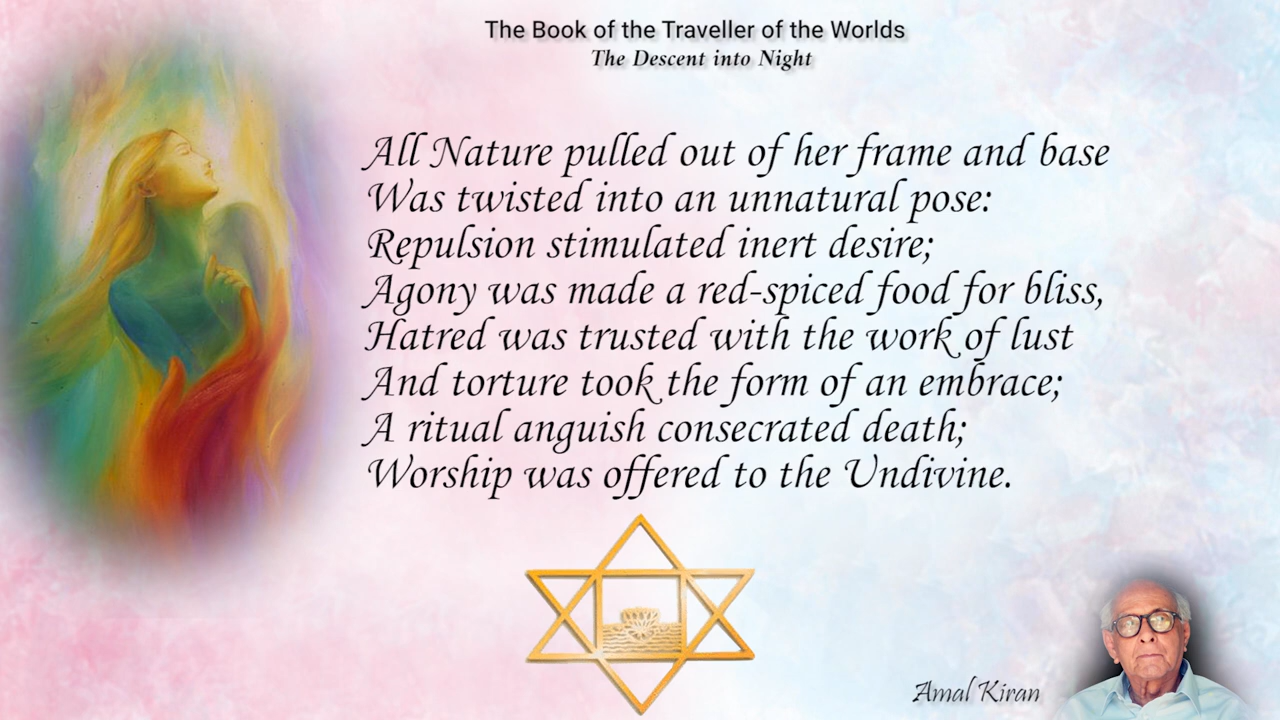 The Book of the Traveller of the Worlds
The Descent into Night
All Nature pulled out of her frame and base
Was twisted into an unnatural pose:
Repulsion stimulated inert desire;
Agony was made a red-spiced food for bliss,
Hatred was trusted with the work of lust
And torture took the form of an embrace;
A ritual anguish consecrated death;
Worship was offered to the Undivine.
Amal Kiran